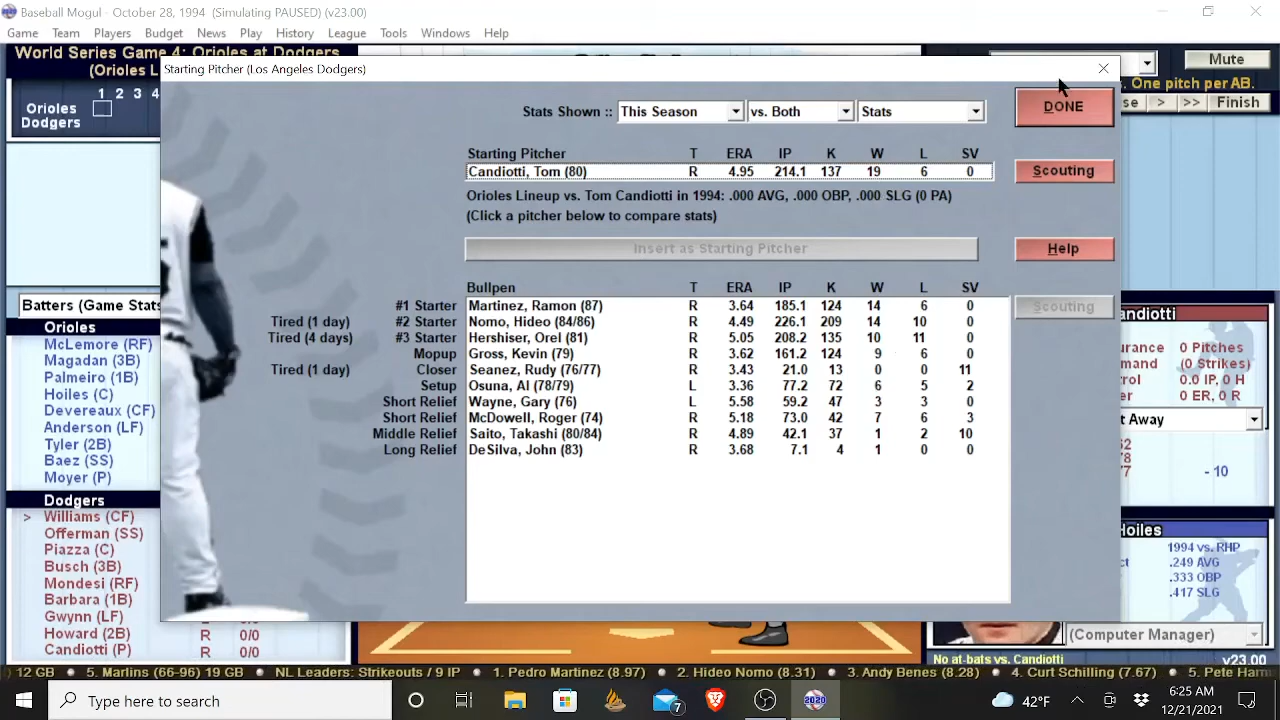 Baseball Mogul - October 28, 1994 (Simulating PAUSED) (v23.00)
Game Team Players Budget News Play History League Tools Windows Help
World Series Game 4: Orioles at Dodgers
(Orioles L
1 2 3 4
Orioles
Dodgers
Mute
. One pitch per AB.
se > >> Finish
Starting Pitcher (Los Angeles Dodgers)
Stats Shown :: This Season vs. Both Stats
DONE
Starting Pitcher T ERA IP K W L SV
Candiotti, Tom (80) R 4.95 214.1 137 19 6 0
Scouting
Orioles Lineup vs. Tom Candiotti in 1994: .000 AVG, .000 OBP, .000 SLG (0 PA)
(Click a pitcher below to compare stats)
Insert as Starting Pitcher
Help
Bullpen T ERA IP K W L SV
#1 Starter Martinez, Ramon (87) R 3.64 185.1 124 14 6 0
Scouting
Tired (1 day) #2 Starter Nomo, Hideo (84/86) R 4.49 226.1 209 14 10 0
Tired (4 days) #3 Starter Hershiser, Orel (81) R 5.05 208.2 135 10 11 0
Mopup Gross, Kevin (79) R 3.62 161.2 124 9 6 0
Tired (1 day) Closer Seanez, Rudy (76/77) R 3.43 21.0 13 0 0 11
Setup Osuna, Al (78/79) L 3.36 77.2 72 6 5 2
Short Relief Wayne, Gary (76) L 5.58 59.2 47 3 3 0
Short Relief McDowell, Roger (74) R 5.18 73.0 42 7 6 3
Middle Relief Saito, Takashi (80/84) R 4.89 42.1 37 1 2 10
Long Relief DeSilva, John (83) R 3.68 7.1 4 1 0 0
Batters (Game Stats
Orioles
McLemore (RF)
Magadan (3B)
Palmeiro (1B)
Hoiles (C)
Devereaux (CF)
Anderson (LF)
Tyler (2B)
Baez (SS)
Moyer (P)
Dodgers
> Williams (CF)
Offerman (SS)
Piazza (C)
Busch (3B)
Mondesi (RF)
Barbara (1B)
Gwynn (LF)
Howard (2B) R 0/0
Candiotti (P) R 0/0
andiotti
urance 0 Pitches
mand (0 Strikes)
trol 0.0 IP, 0 H
0 ER, 0 R
t Away
62
78
77 - 10
Hoiles
1994 vs. RHP
ct .249 AVG
.333 OBP
.417 SLG
(Computer Manager)
No at-bats vs. Candiotti v23.00
12 GB 5. Marlins (66-96) 19 GB NL Leaders: Strikeouts / 9 IP 1. Pedro Martinez (8.97) 2. Hideo Nomo (8.31) 3. Andy Benes (8.28) 4. Curt Schilling (7.67) 5. Pete Harn
Type here to search
7
2020
42°F
6:25 AM
12/21/2021